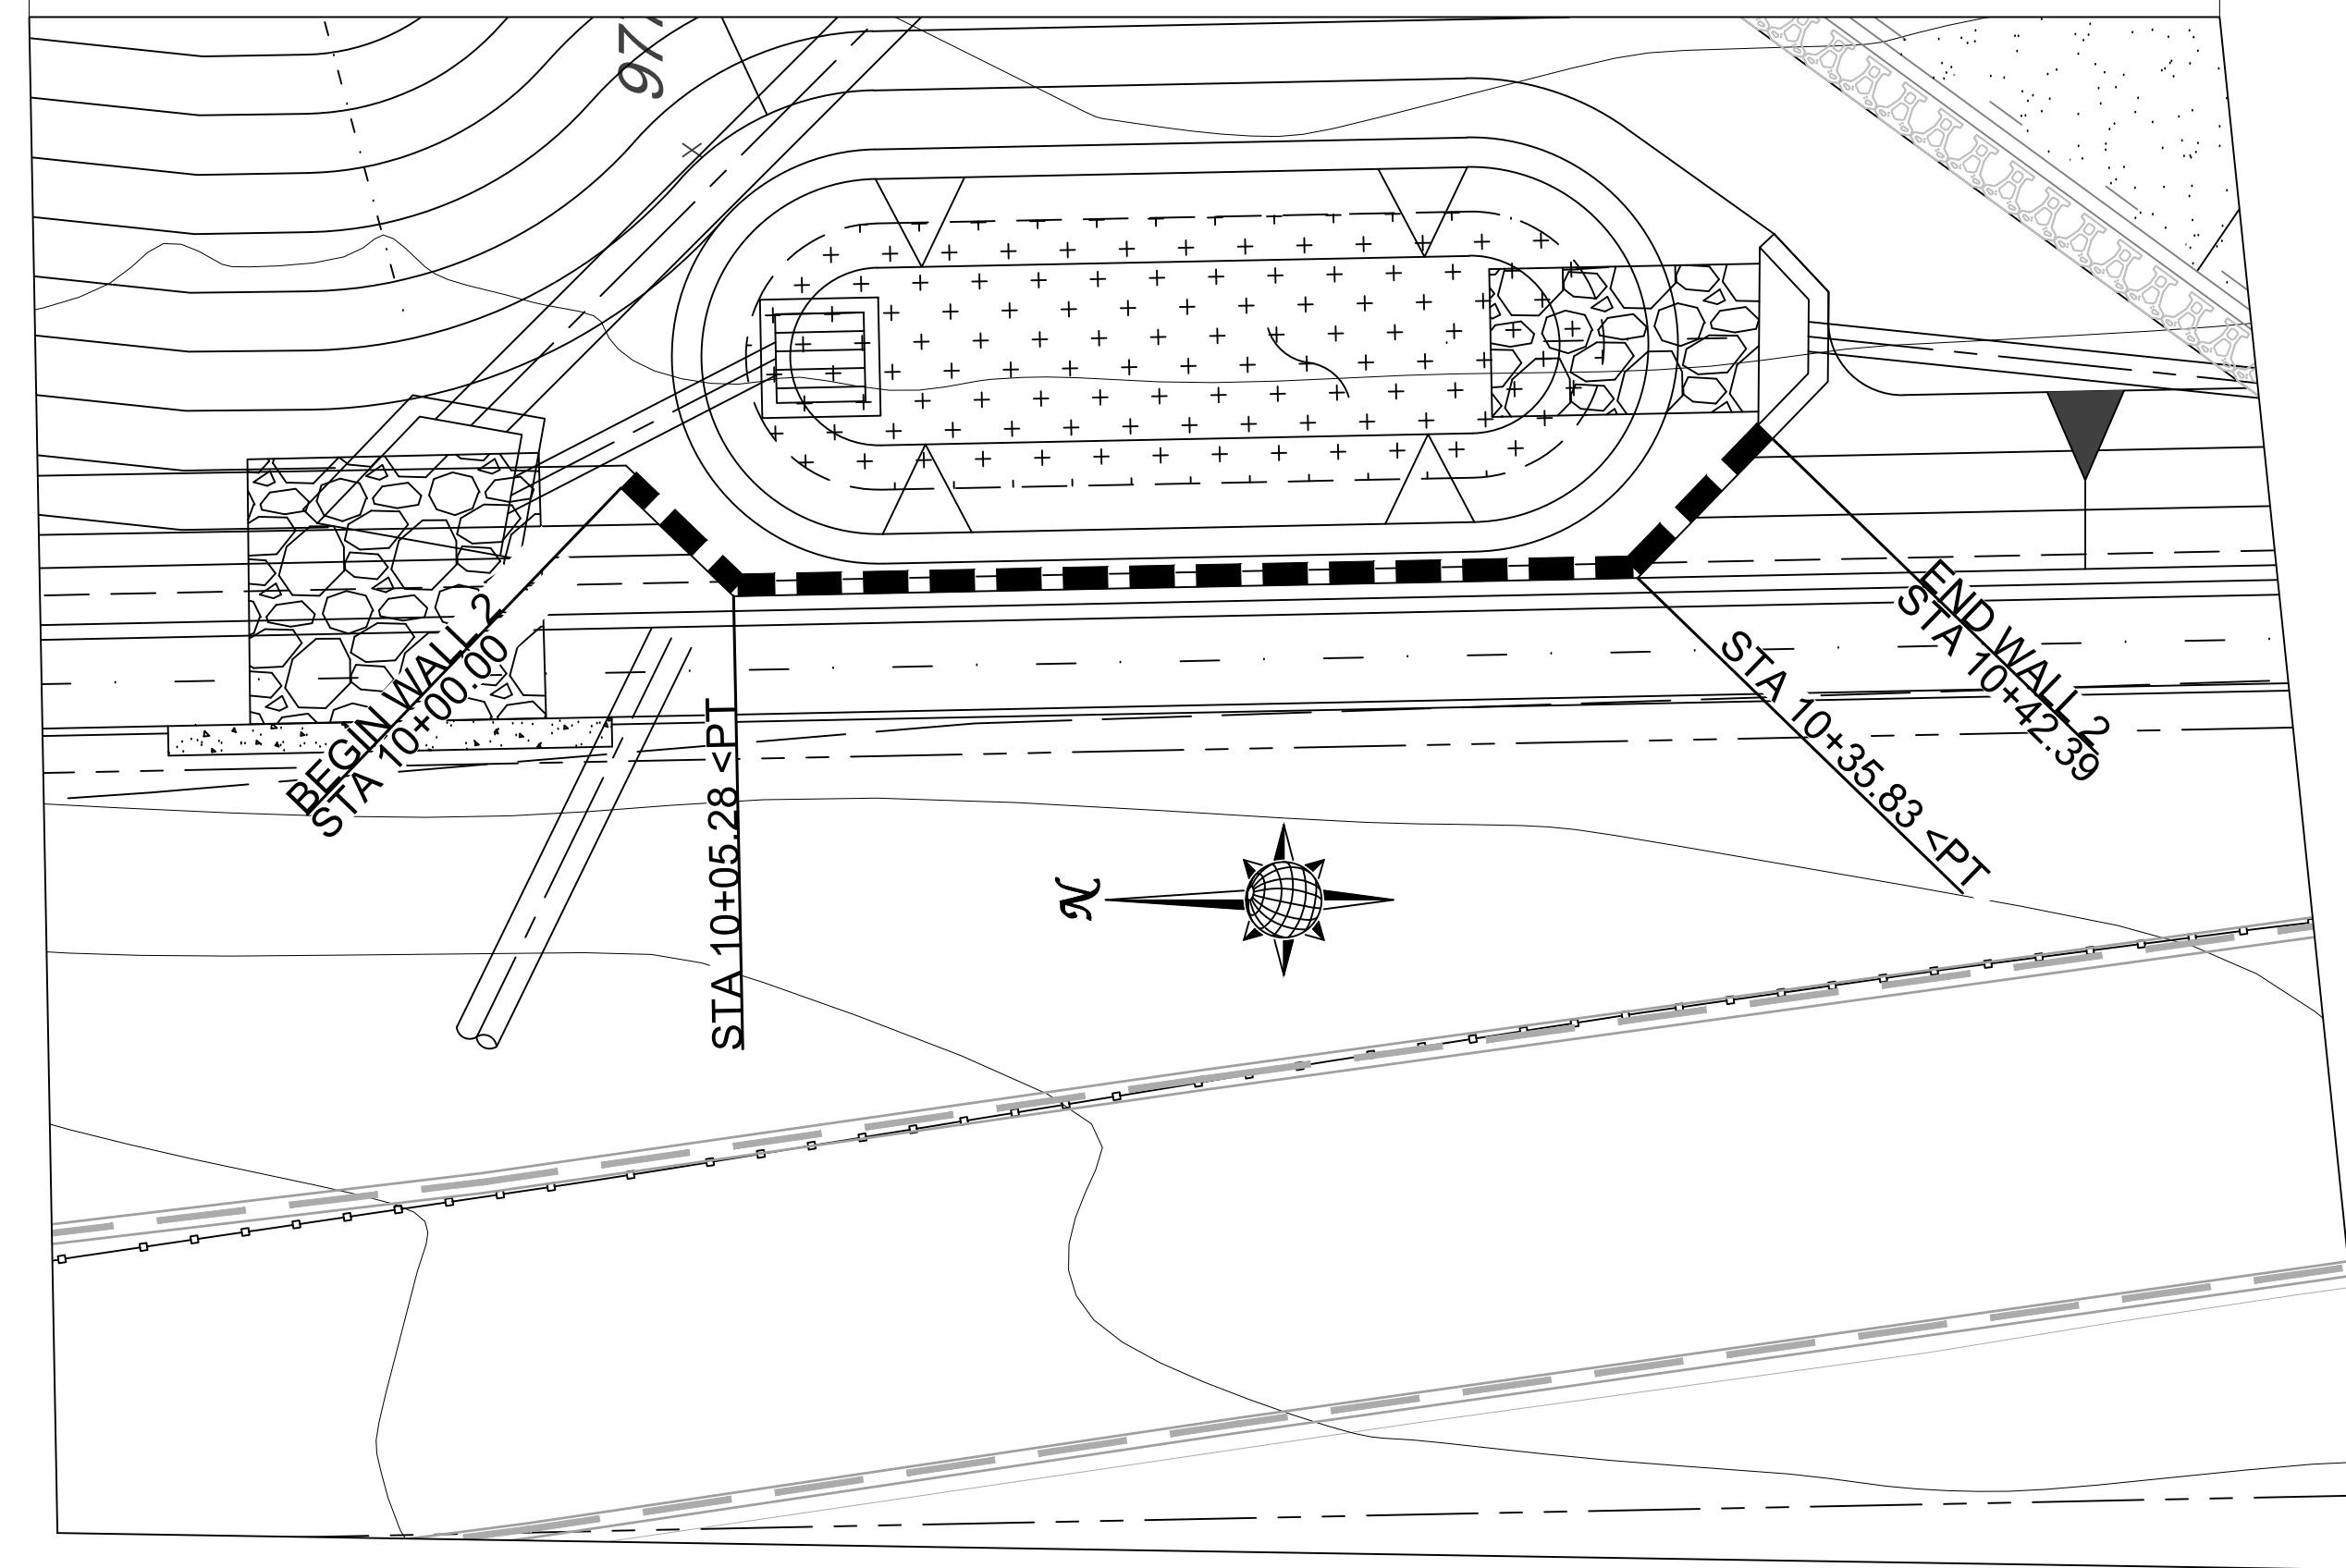 97
BEGIN WALL 2
STA 10+00.00
STA 10+05.28 <PT
N
STA 10+35.83 <PT
END WALL 2
STA 10+42.39